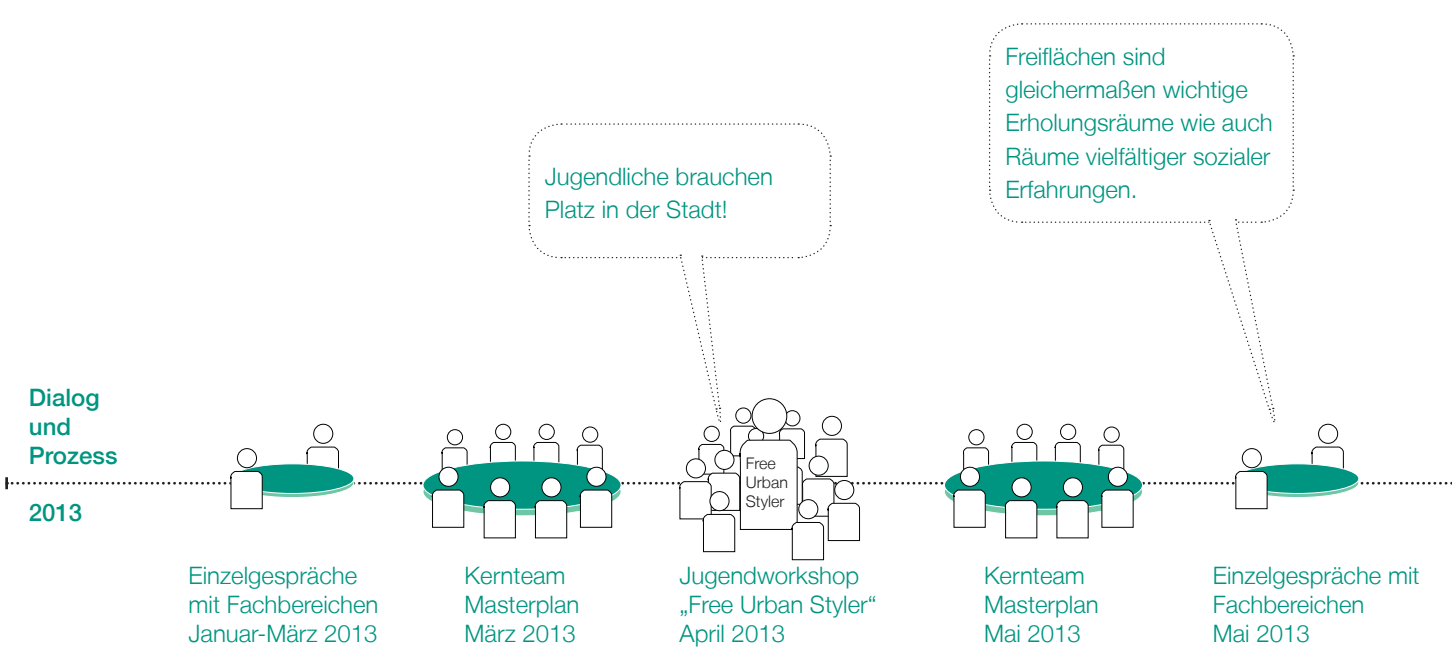 Freiflächen sind
gleichermaßen wichtige
Erholungsräume wie auch
Räume vielfältiger sozialer
Erfahrungen.
Jugendliche brauchen
Platz in der Stadt!
Dialog
und
Prozess
2013
Free
Urban
Styler
Einzelgespräche
mit Fachbereichen
Januar-März 2013
Kernteam
Masterplan
März 2013
Jugendworkshop
„Free Urban Styler“
April 2013
Kernteam
Masterplan
Mai 2013
Einzelgespräche mit
Fachbereichen
Mai 2013